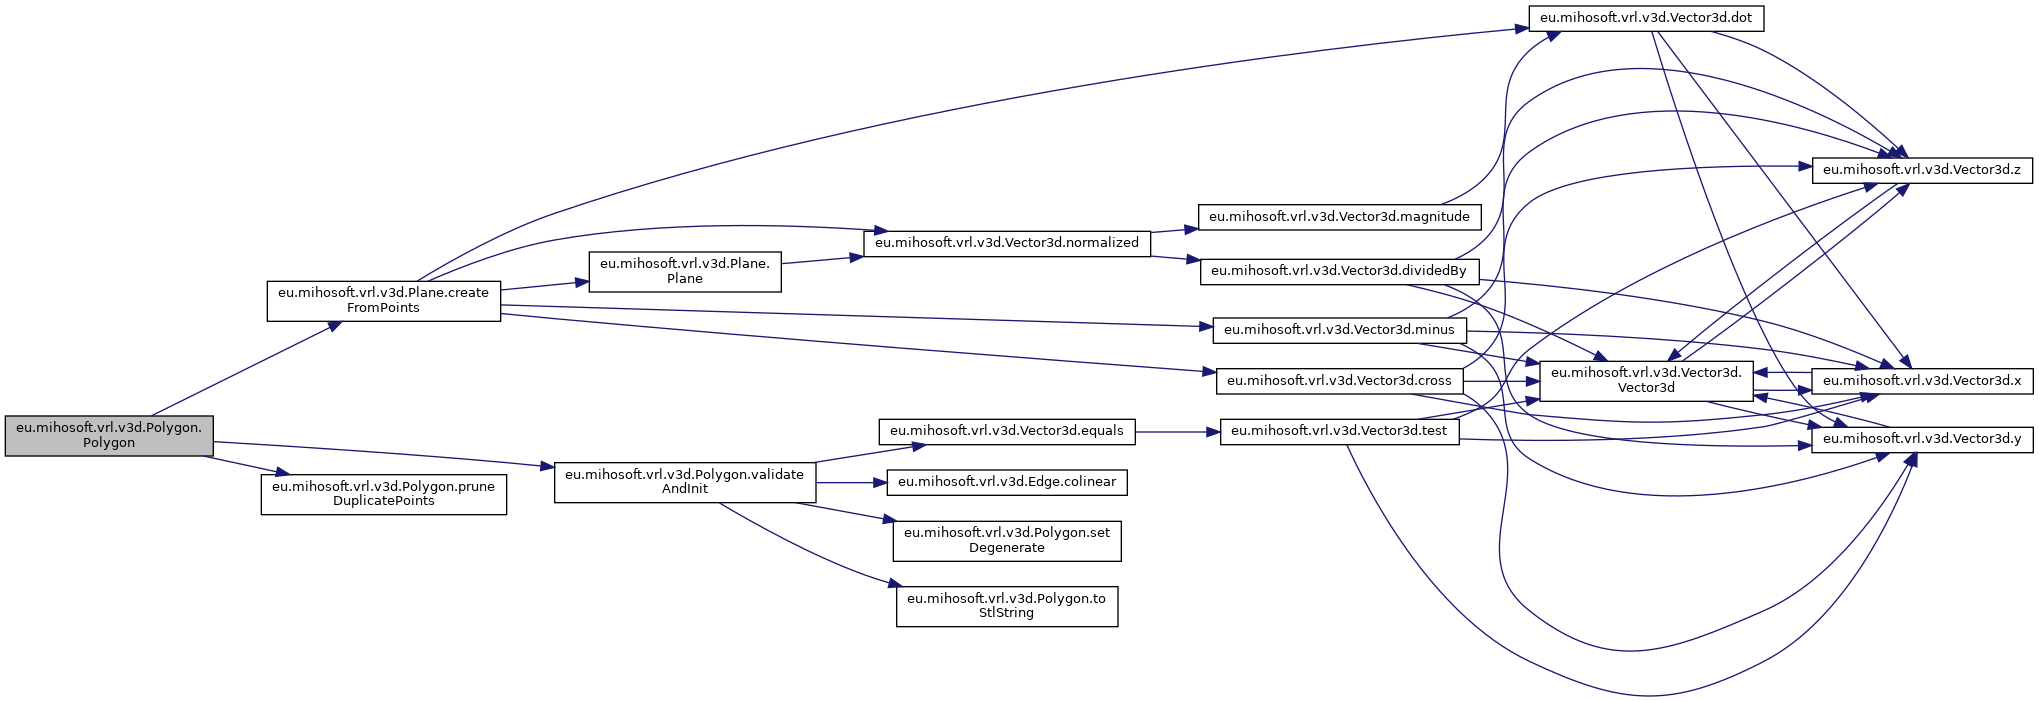 eu.mihosoft.vrl.v3d.Polygon.
Polygon
eu.mihosoft.vrl.v3d.Plane.create
FromPoints
eu.mihosoft.vrl.v3d.Polygon.prune
DuplicatePoints
eu.mihosoft.vrl.v3d.Plane.
Plane
eu.mihosoft.vrl.v3d.Polygon.validate
AndInit
eu.mihosoft.vrl.v3d.Vector3d.normalized
eu.mihosoft.vrl.v3d.Vector3d.equals
eu.mihosoft.vrl.v3d.Edge.colinear
eu.mihosoft.vrl.v3d.Polygon.set
Degenerate
eu.mihosoft.vrl.v3d.Polygon.to
StlString
eu.mihosoft.vrl.v3d.Vector3d.magnitude
eu.mihosoft.vrl.v3d.Vector3d.dividedBy
eu.mihosoft.vrl.v3d.Vector3d.minus
eu.mihosoft.vrl.v3d.Vector3d.cross
eu.mihosoft.vrl.v3d.Vector3d.test
eu.mihosoft.vrl.v3d.Vector3d.dot
eu.mihosoft.vrl.v3d.Vector3d.
Vector3d
eu.mihosoft.vrl.v3d.Vector3d.z
eu.mihosoft.vrl.v3d.Vector3d.x
eu.mihosoft.vrl.v3d.Vector3d.y